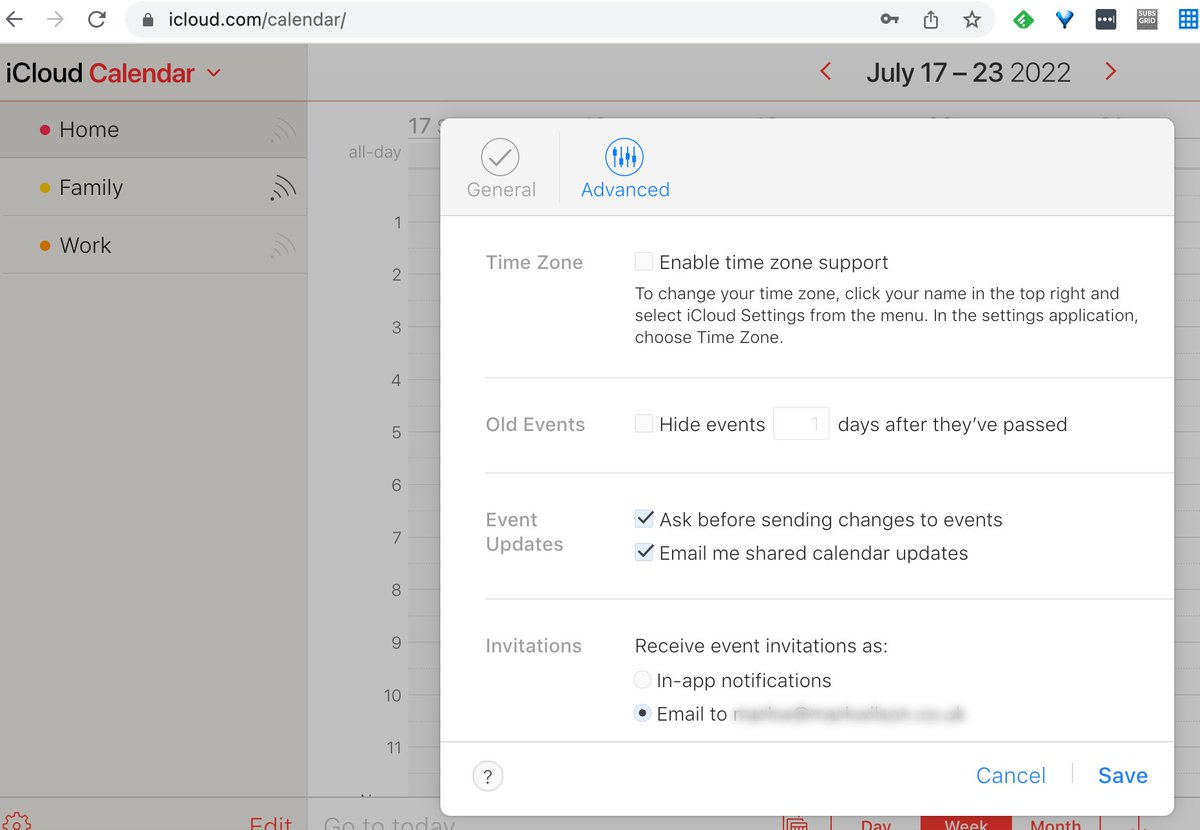 icloud.com/calendar/
SUBS
GRID
iCloud Calendar
July 17 – 23 2022
Home
Family
Work
17
all-day
1
2
3
4
5
6
7
8
9
10
11
General
Advanced
Time Zone
Enable time zone support
To change your time zone, click your name in the top right and
select iCloud Settings from the menu. In the settings application,
choose Time Zone.
Old Events
Hide events 1 days after they’ve passed
Event
Updates
Ask before sending changes to events
Email me shared calendar updates
Invitations
Receive event invitations as:
In-app notifications
Email to
?
Cancel
Save
Edit
Go to today
Day
Week
Month